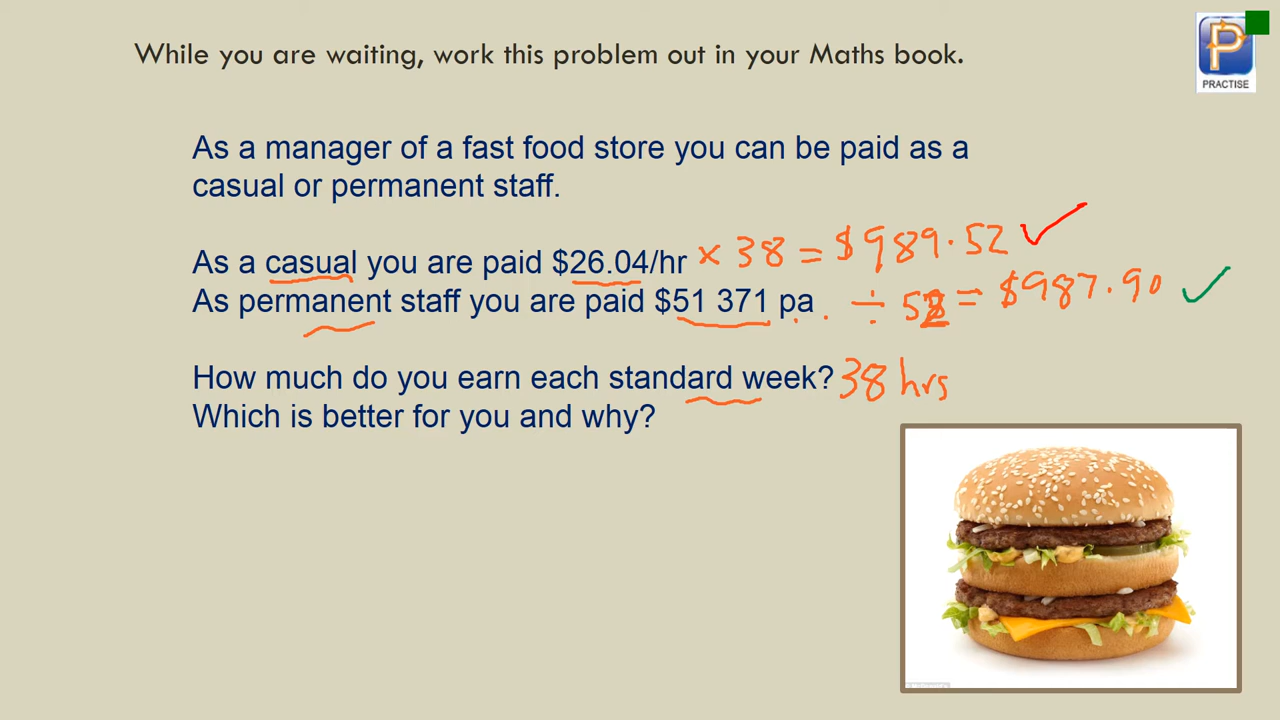 While you are waiting, work this problem out in your Maths book.
PRACTISE
As a manager of a fast food store you can be paid as a
casual or permanent staff.
As a casual you are paid $26.04/hr × 38 = $989.52 ✓
As permanent staff you are paid $51 371 pa ÷ 52 = $987.90 ✓
How much do you earn each standard week? 38 hrs
Which is better for you and why?